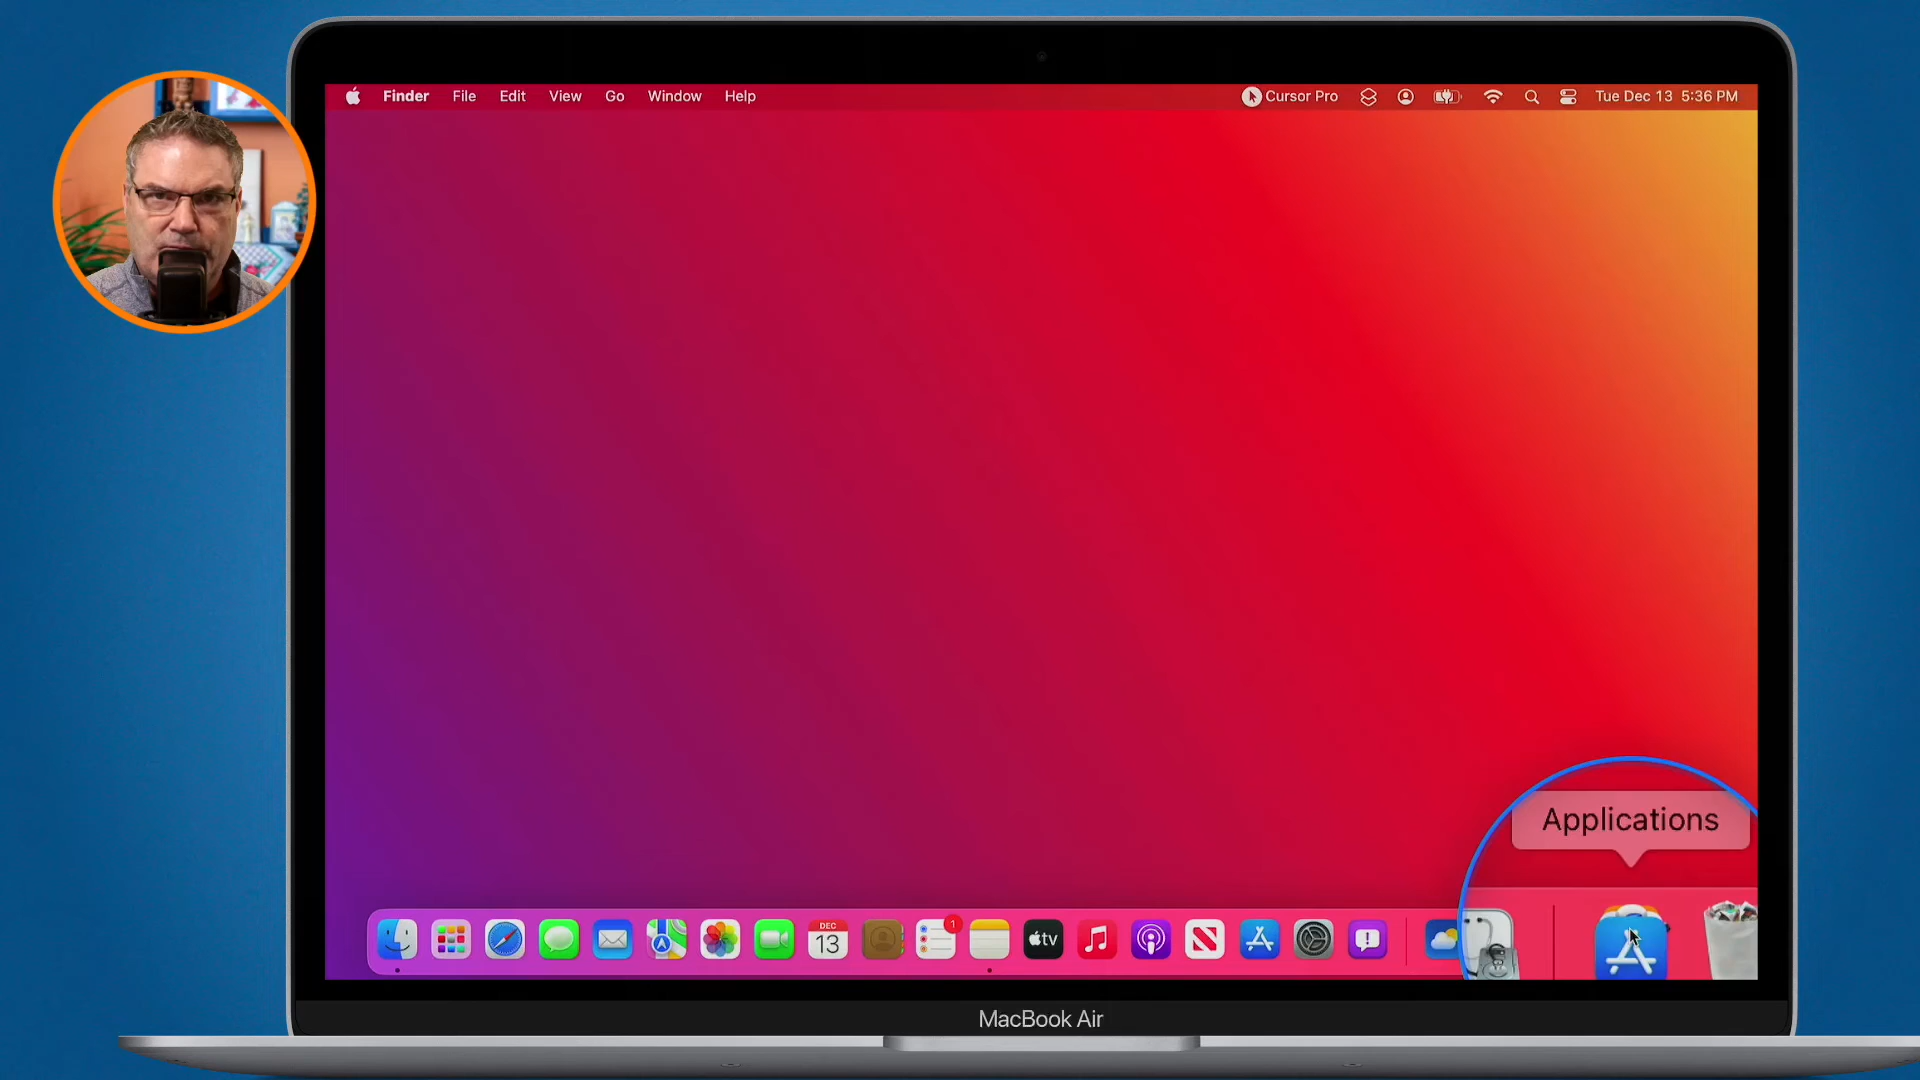 Finder File Edit View Go Window Help Cursor Pro Tue Dec 13 5:36 PM
Applications
DEC
13
1
tv
MacBook Air